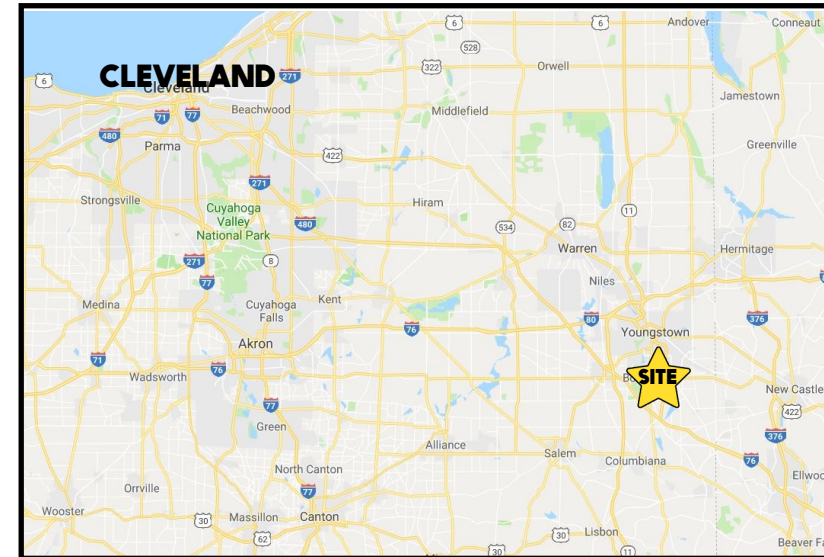 6
6
Andover
Conneaut
528
CLEVELAND
271
322
Orwell
6
Cleveland
Jamestown
Beachwood
Middlefield
71
77
480
Parma
422
Greenville
271
Strongsville
Hiram
11
Cuyahoga
Valley
National Park
480
534
82
Warren
Hermitage
271
8
77
Niles
Medina
Cuyahoga
Falls
Kent
76
80
376
Youngstown
Akron
71
76
Wadsworth
SITE
New Castle
77
422
Green
376
Alliance
Salem
Columbiana
76
North Canton
Ellwoo
Orrville
77
Wooster
30
Massillon
Canton
62
30
Lisbon
30
11
Beaver Fa